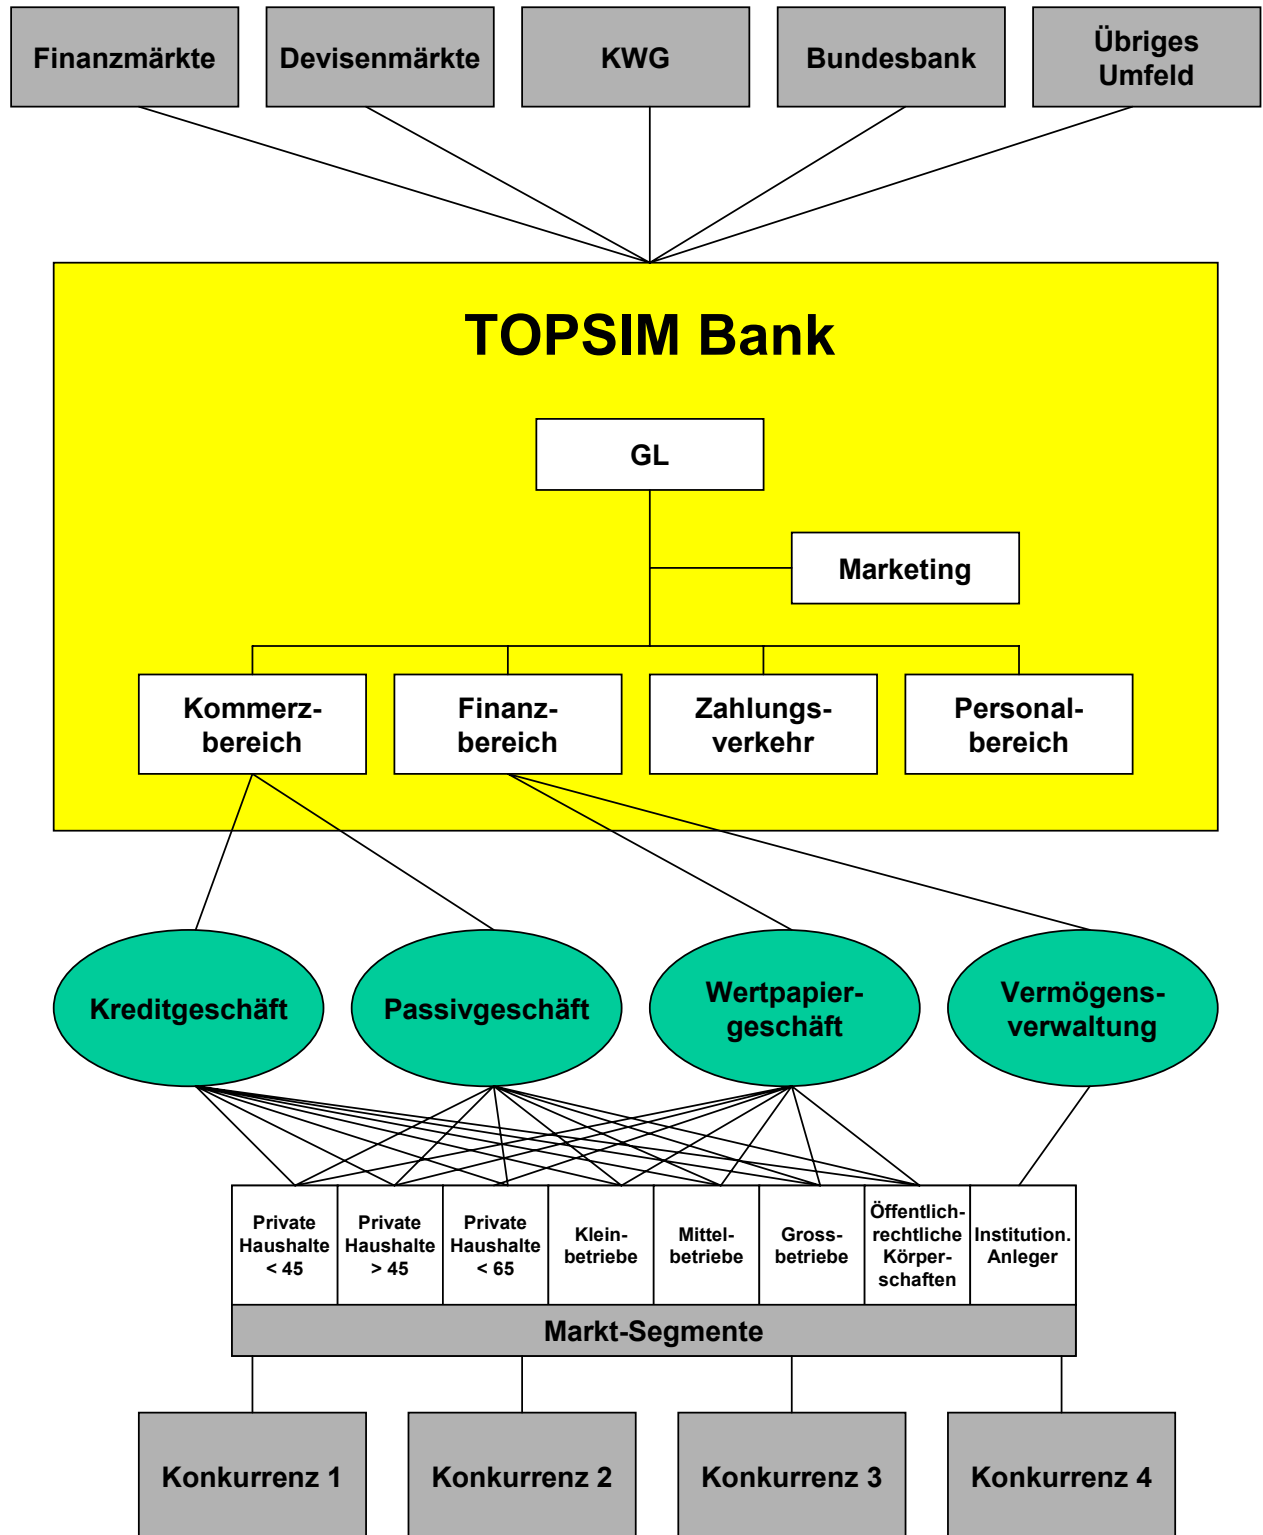 Finanzmärkte
Devisenmärkte
KWG
Bundesbank
Übriges
Umfeld
TOPSIM Bank
GL
Marketing
Kommerz-
bereich
Finanz-
bereich
Zahlungs-
verkehr
Personal-
bereich
Kreditgeschäft
Passivgeschäft
Wertpapier-
geschäft
Vermögens-
verwaltung
Private
Haushalte
< 45
Private
Haushalte
> 45
Private
Haushalte
< 65
Klein-
betriebe
Mittel-
betriebe
Gross-
betriebe
Öffentlich-
rechtliche
Körper-
schaften
Institution.
Anleger
Markt-Segmente
Konkurrenz 1
Konkurrenz 2
Konkurrenz 3
Konkurrenz 4